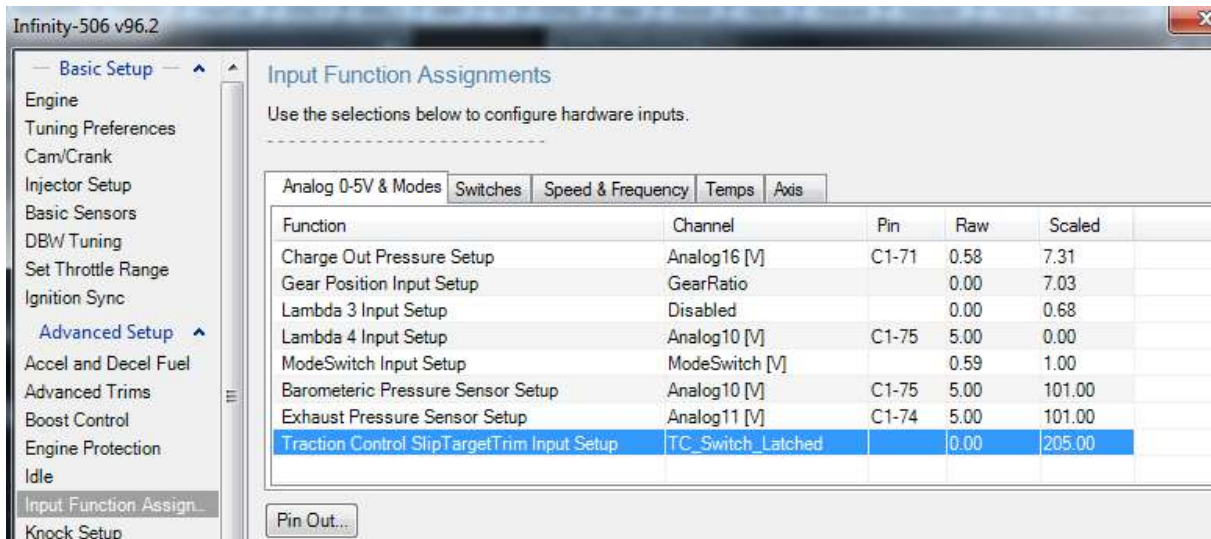 Infinity-506 v96.2
Basic Setup
Engine
Tuning Preferences
Cam/Crank
Injector Setup
Basic Sensors
DBW Tuning
Set Throttle Range
Ignition Sync
Advanced Setup
Accel and Decel Fuel
Advanced Trims
Boost Control
Engine Protection
Idle
Input Function Assign...
Knock Setup
Input Function Assignments
Use the selections below to configure hardware inputs.
Analog 0-5V & Modes Switches Speed & Frequency Temps Axis
Function Channel Pin Raw Scaled
Charge Out Pressure Setup Analog16 [V] C1-71 0.58 7.31
Gear Position Input Setup GearRatio 0.00 7.03
Lambda 3 Input Setup Disabled 0.00 0.68
Lambda 4 Input Setup Analog10 [V] C1-75 5.00 0.00
ModeSwitch Input Setup ModeSwitch [V] 0.59 1.00
Barometeric Pressure Sensor Setup Analog10 [V] C1-75 5.00 101.00
Exhaust Pressure Sensor Setup Analog11 [V] C1-74 5.00 101.00
Traction Control SlipTargetTrim Input Setup TC_Switch_Latched 0.00 205.00
Pin Out...